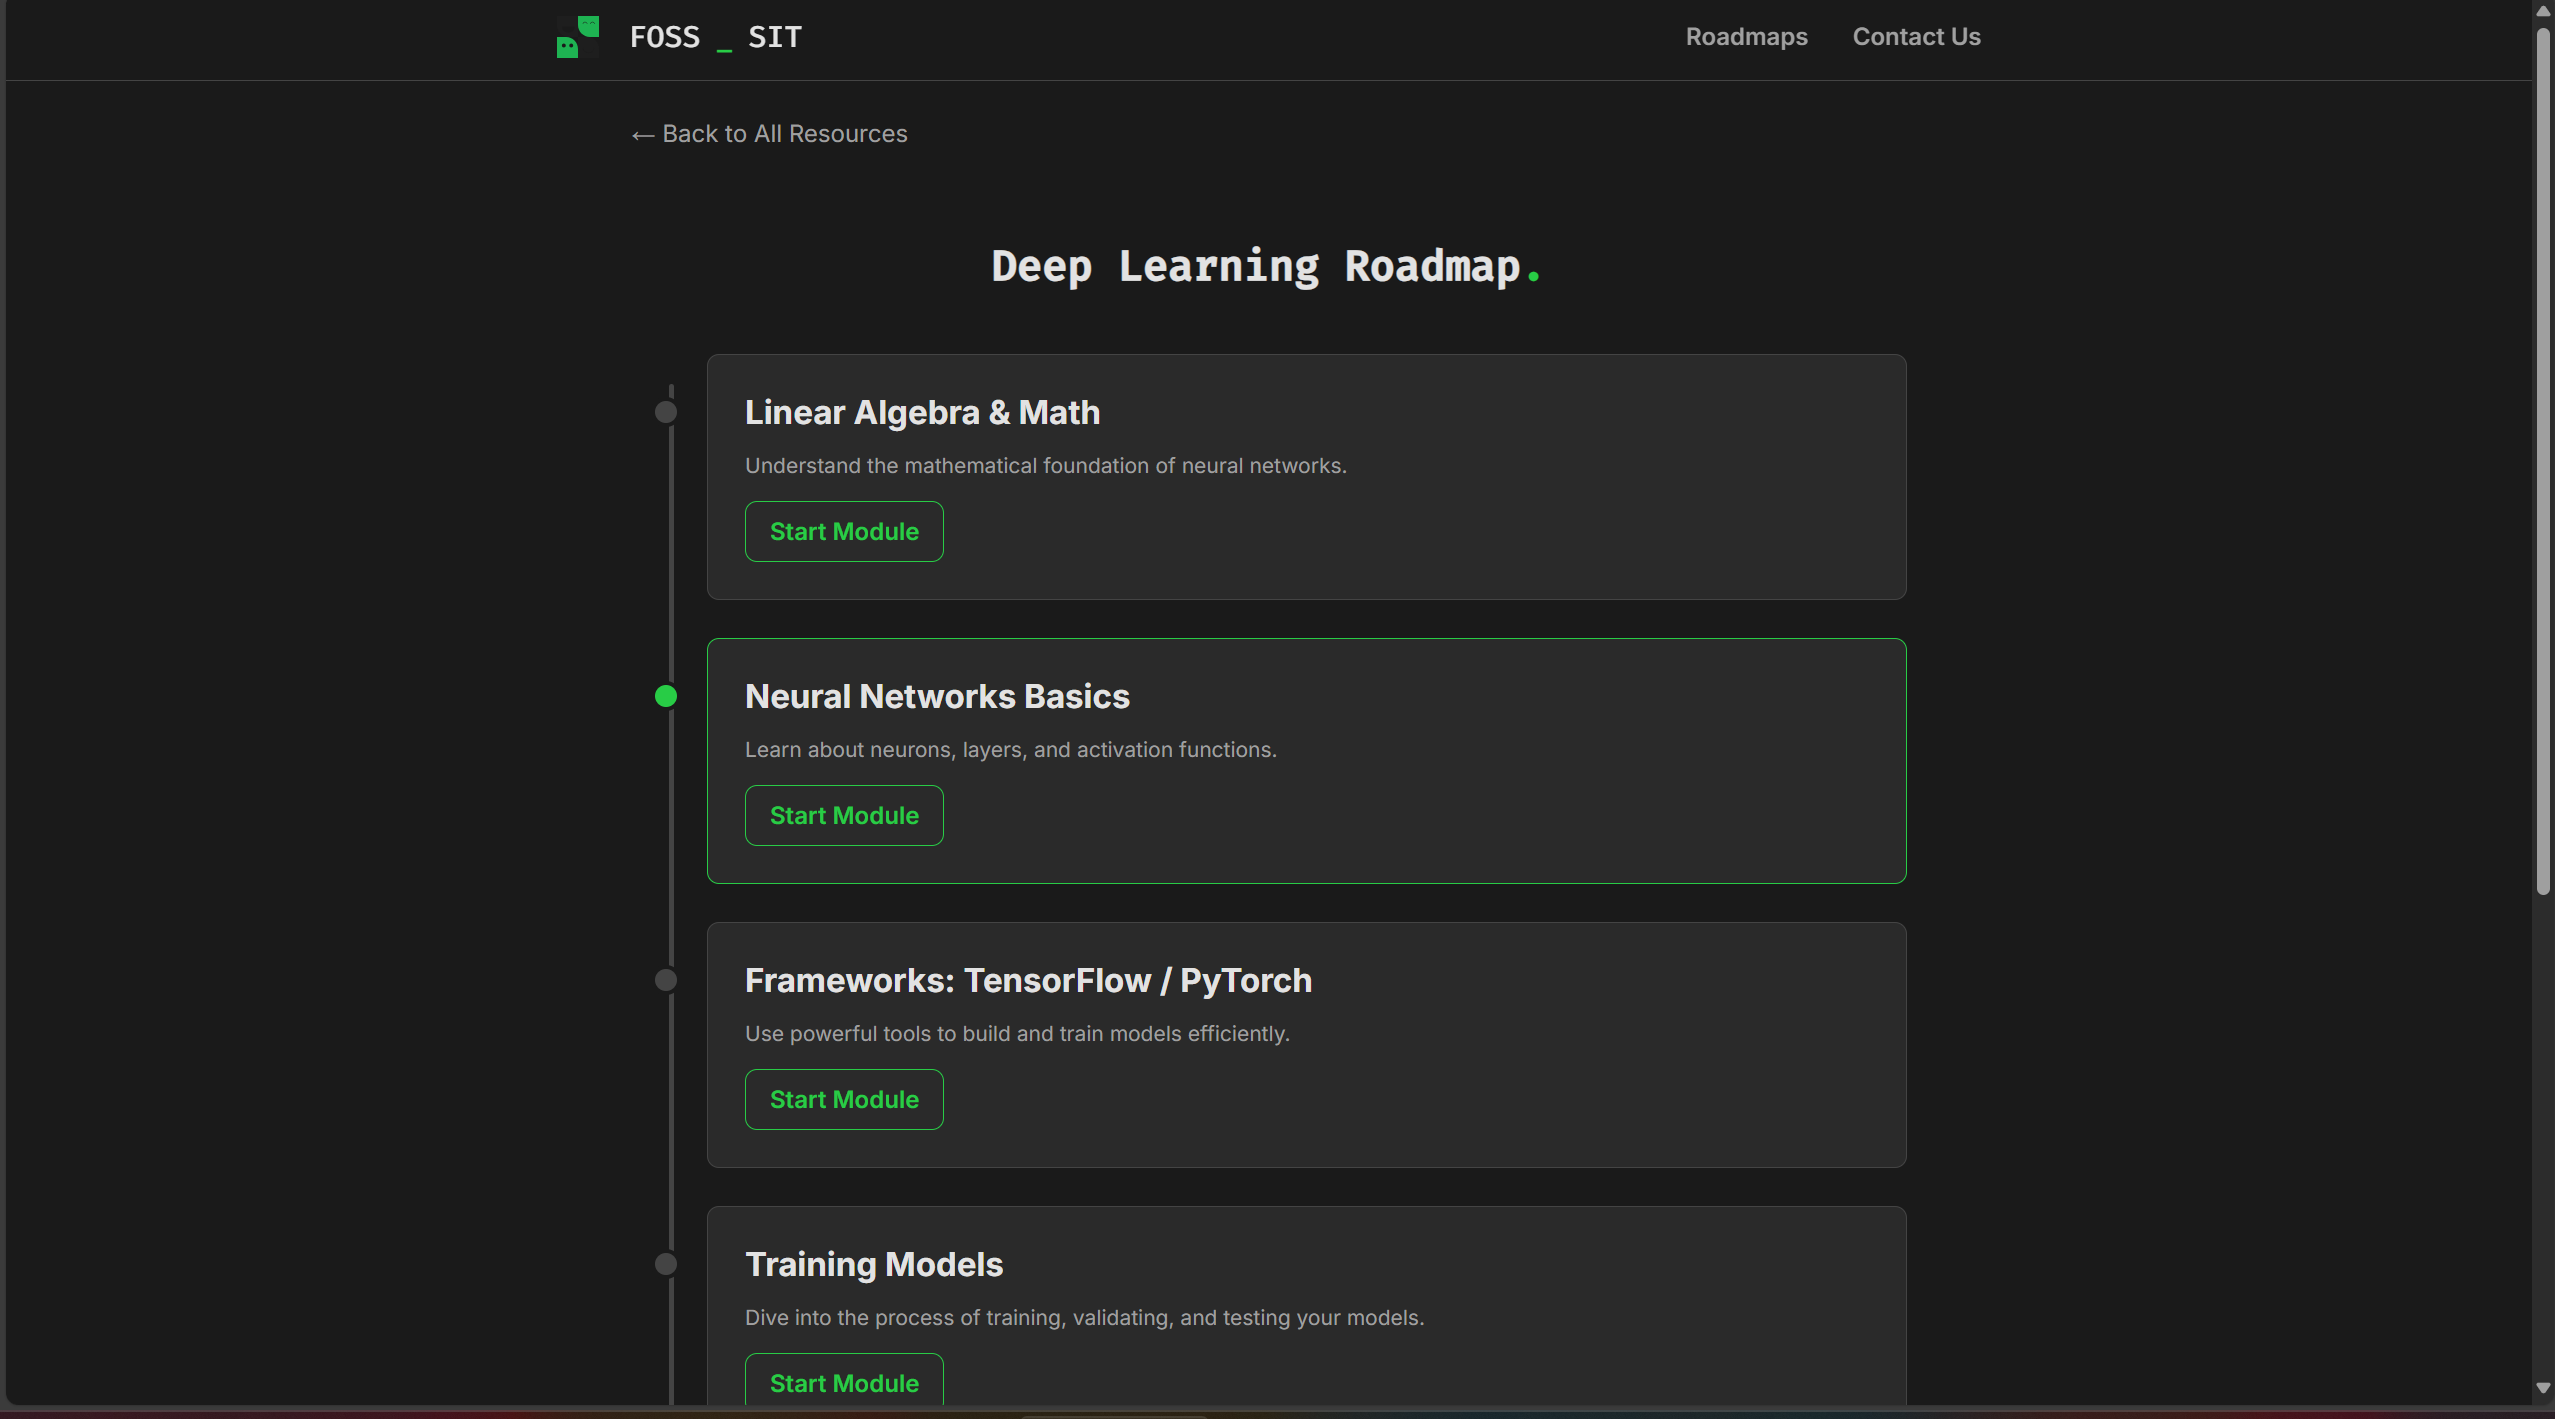 FOSS _ SIT
Roadmaps
Contact Us
← Back to All Resources
Deep Learning Roadmap.
Linear Algebra & Math
Understand the mathematical foundation of neural networks.
Start Module
Neural Networks Basics
Learn about neurons, layers, and activation functions.
Start Module
Frameworks: TensorFlow / PyTorch
Use powerful tools to build and train models efficiently.
Start Module
Training Models
Dive into the process of training, validating, and testing your models.
Start Module